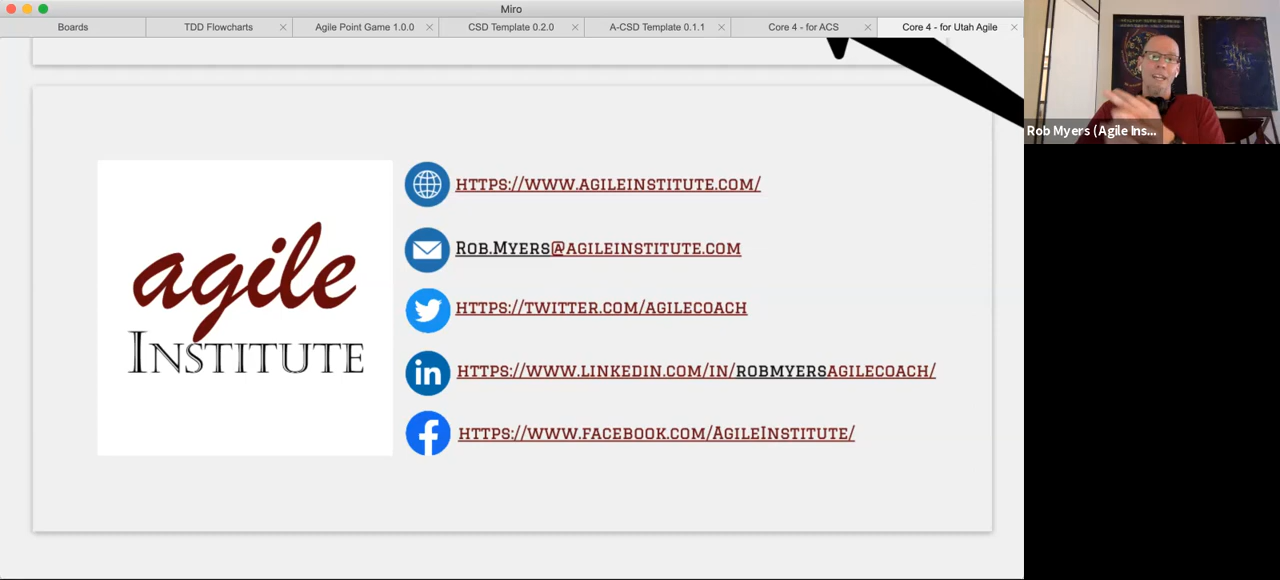 Miro
Boards
TDD Flowcharts
Agile Point Game 1.0.0
CSD Template 0.2.0
A-CSD Template 0.1.1
Core 4 - for ACS
Core 4 - for Utah Agile
Rob Myers (Agile Ins...
agile
INSTITUTE
HTTPS://WWW.AGILEINSTITUTE.COM/
ROB.MYERS@AGILEINSTITUTE.COM
HTTPS://TWITTER.COM/AGILECOACH
HTTPS://WWW.LINKEDIN.COM/IN/ROBMYERSAGILECOACH/
HTTPS://WWW.FACEBOOK.COM/AGILEINSTITUTE/